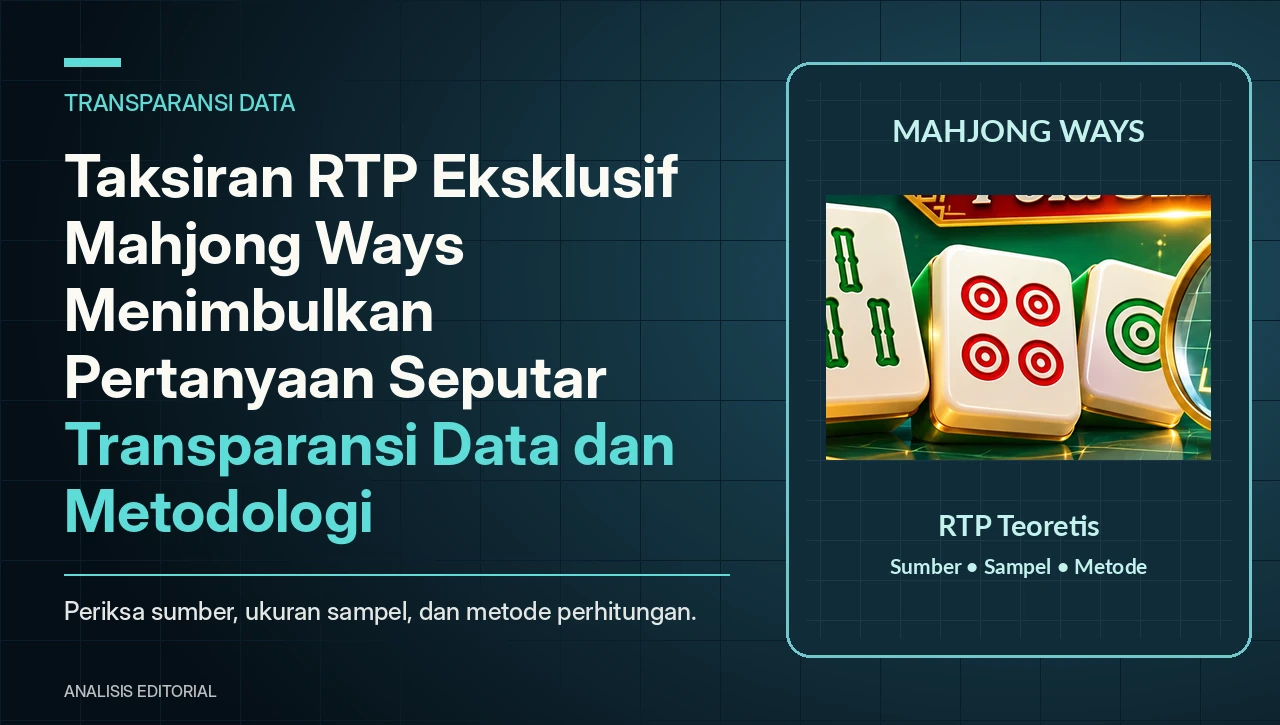 TRANSPARANSI DATA
Taksiran RTP Eksklusif
Mahjong Ways
Menimbulkan
Pertanyaan Seputar
Transparansi Data dan
Metodologi
Periksa sumber, ukuran sampel, dan metode perhitungan.
ANALISIS EDITORIAL
MAHJONG WAYS
RTP Teoretis
Sumber • Sampel • Metode